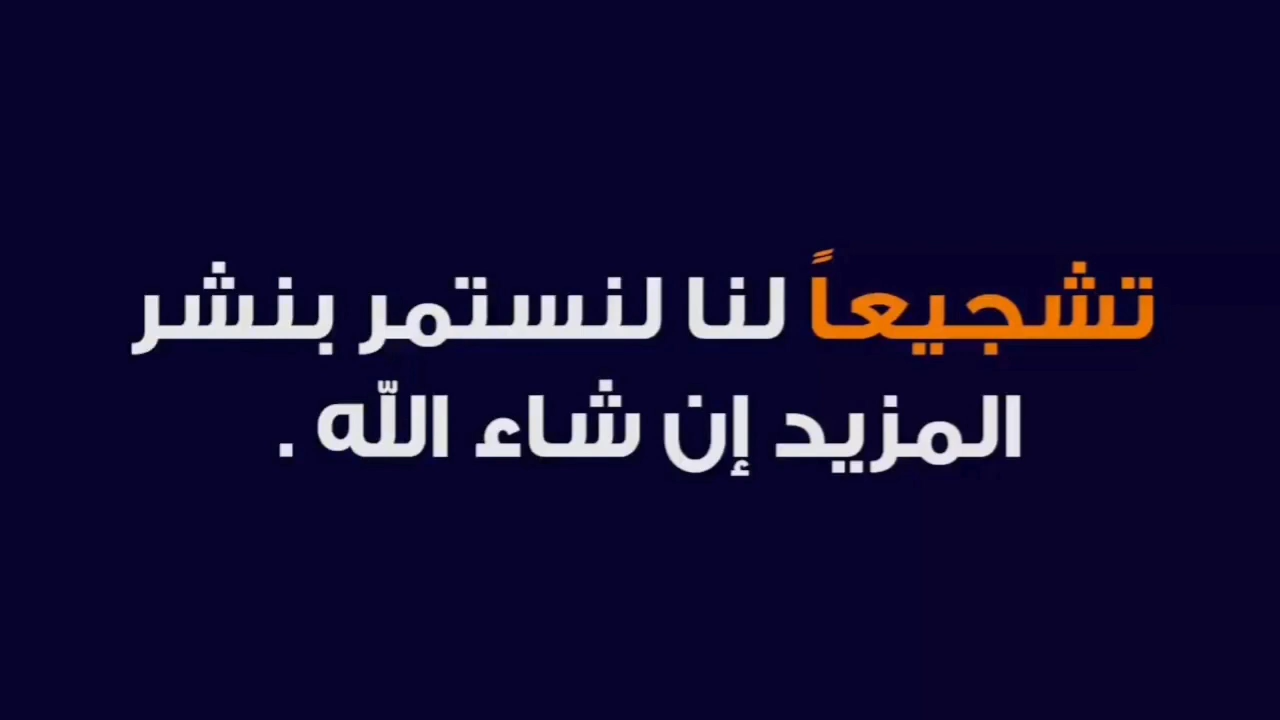 تشجيعاً لنا لنستمر بنشر
المزيد إن شاء اللّه .